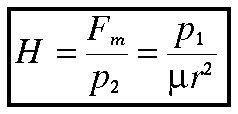 H = F_m / p_2 = p_1 / μr^2